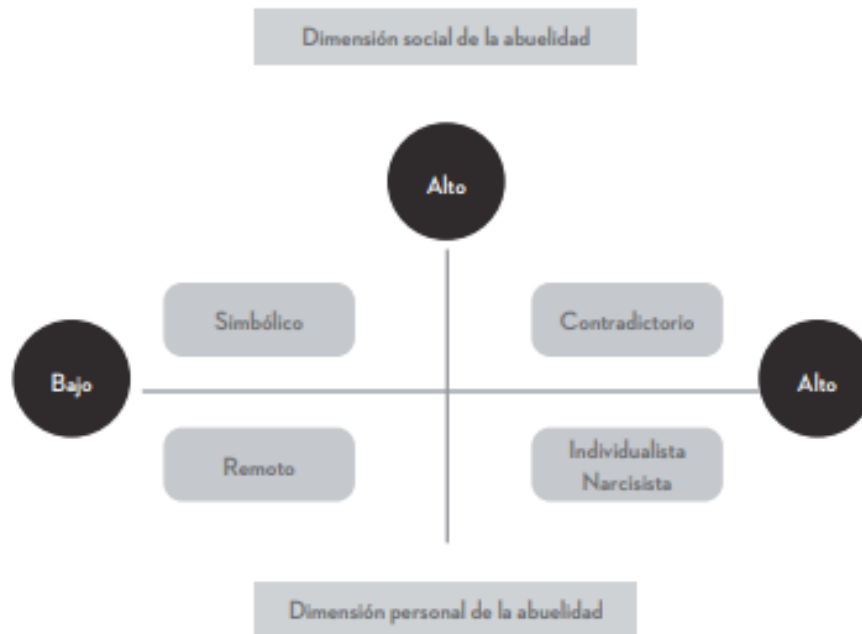 Dimensión social de la abuelidad
Alto
Simbólico
Contradictorio
Bajo
Alto
Remoto
Individualista
Narcisista
Dimensión personal de la abuelidad